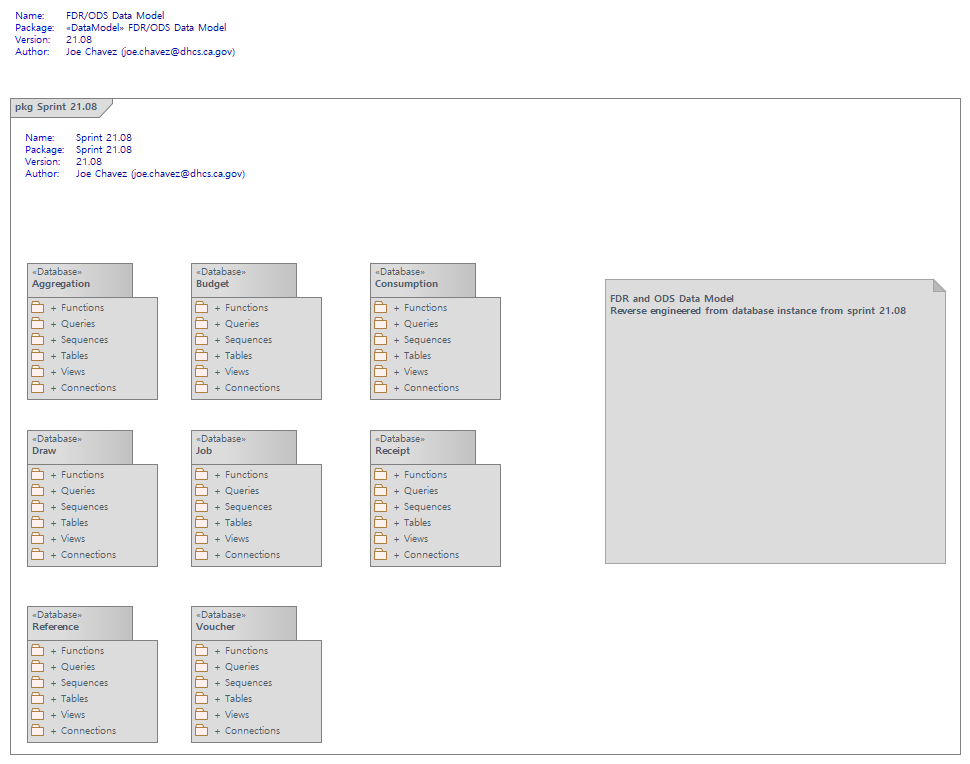 Name: FDR/ODS Data Model
Package: «DataModel» FDR/ODS Data Model
Version: 21.08
Author: Joe Chavez (joe.chavez@dhcs.ca.gov)
pkg Sprint 21.08
Name: Sprint 21.08
Package: Sprint 21.08
Version: 21.08
Author: Joe Chavez (joe.chavez@dhcs.ca.gov)
«Database»
Aggregation
+ Functions
+ Queries
+ Sequences
+ Tables
+ Views
+ Connections
«Database»
Budget
+ Functions
+ Queries
+ Sequences
+ Tables
+ Views
+ Connections
«Database»
Consumption
+ Functions
+ Queries
+ Sequences
+ Tables
+ Views
+ Connections
FDR and ODS Data Model
Reverse engineered from database instance from sprint 21.08
«Database»
Draw
+ Functions
+ Queries
+ Sequences
+ Tables
+ Views
+ Connections
«Database»
Job
+ Functions
+ Queries
+ Sequences
+ Tables
+ Views
+ Connections
«Database»
Receipt
+ Functions
+ Queries
+ Sequences
+ Tables
+ Views
+ Connections
«Database»
Reference
+ Functions
+ Queries
+ Sequences
+ Tables
+ Views
+ Connections
«Database»
Voucher
+ Functions
+ Queries
+ Sequences
+ Tables
+ Views
+ Connections